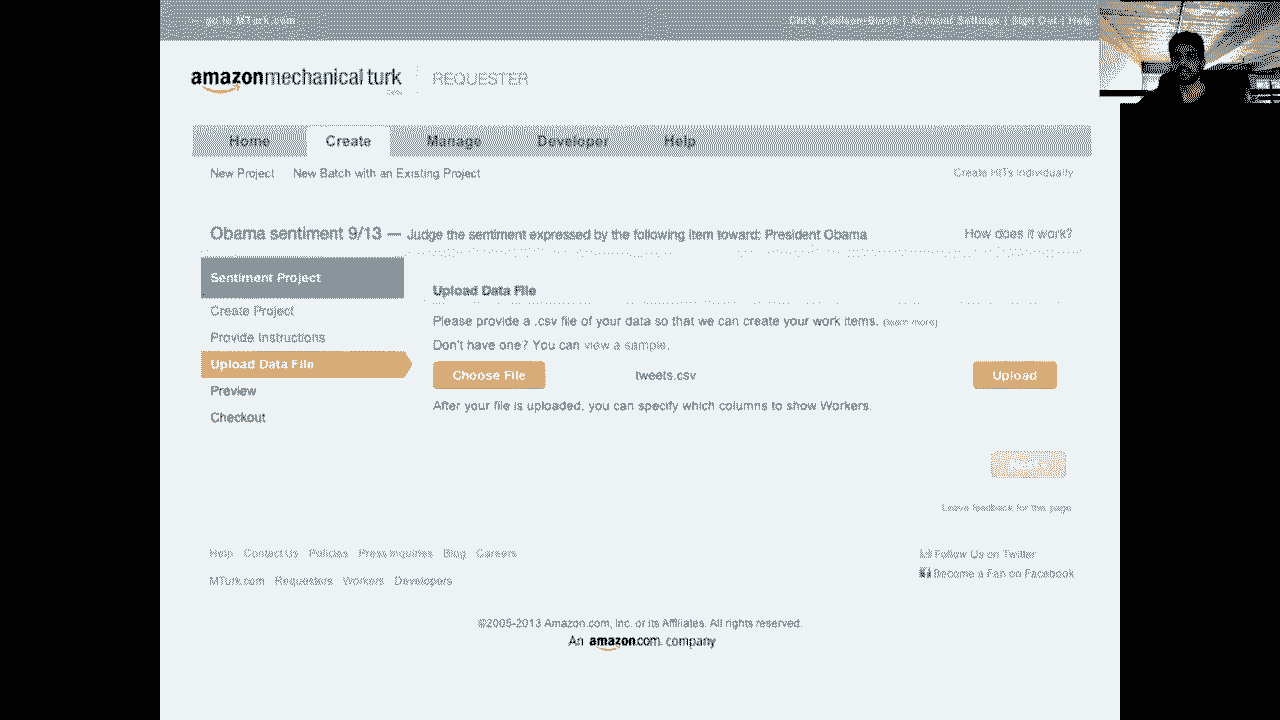 go to MTurk.com
Chris Callison-Burch | Account Settings | Sign Out | Help
amazonmechanical turk
REQUESTER
Home Create Manage Developer Help
New Project New Batch with an Existing Project Create HITs individually
Obama sentiment 9/13 — Judge the sentiment expressed by the following item toward: President Obama How does it work?
Sentiment Project
Create Project
Provide Instructions
Upload Data File
Preview
Checkout
Upload Data File
Please provide a .csv file of your data so that we can create your work items. (learn more)
Don't have one? You can view a sample.
Choose File tweets.csv Upload
After your file is uploaded, you can specify which columns to show Workers.
Leave feedback for this page
Help Contact Us Policies Press Inquiries Blog Careers
MTurk.com Requesters Workers Developers
Follow Us on Twitter
Become a Fan on Facebook
©2005-2013 Amazon.com, Inc. or its Affiliates. All rights reserved.
An amazon.com company